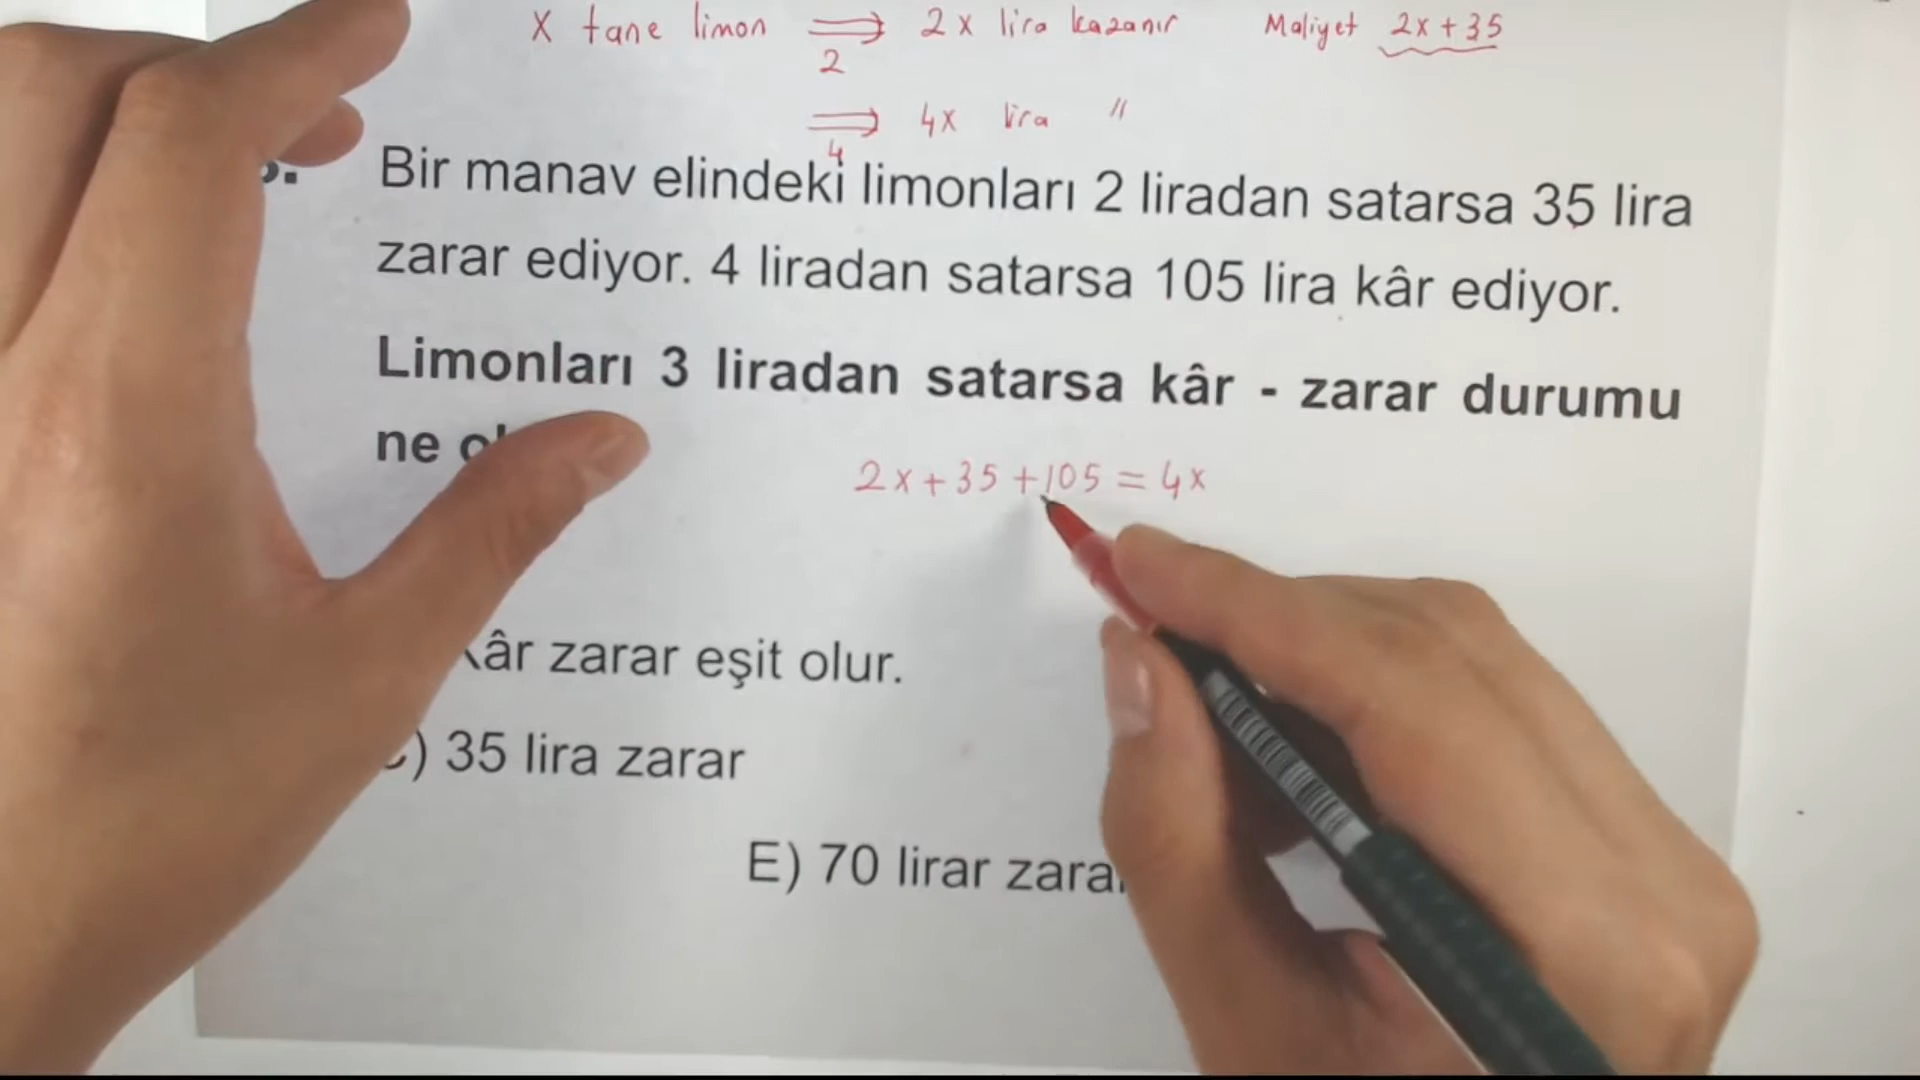 x tane limon ⟹ 2x lira kazanır Maliyet 2x + 35
2
⟹ 4x lira "
4
Bir manav elindeki limonları 2 liradan satarsa 35 lira
zarar ediyor. 4 liradan satarsa 105 lira kâr ediyor.
Limonları 3 liradan satarsa kâr - zarar durumu
ne
2x + 35 + 105 = 4x
kâr zarar eşit olur.
C) 35 lira zarar
E) 70 lirar